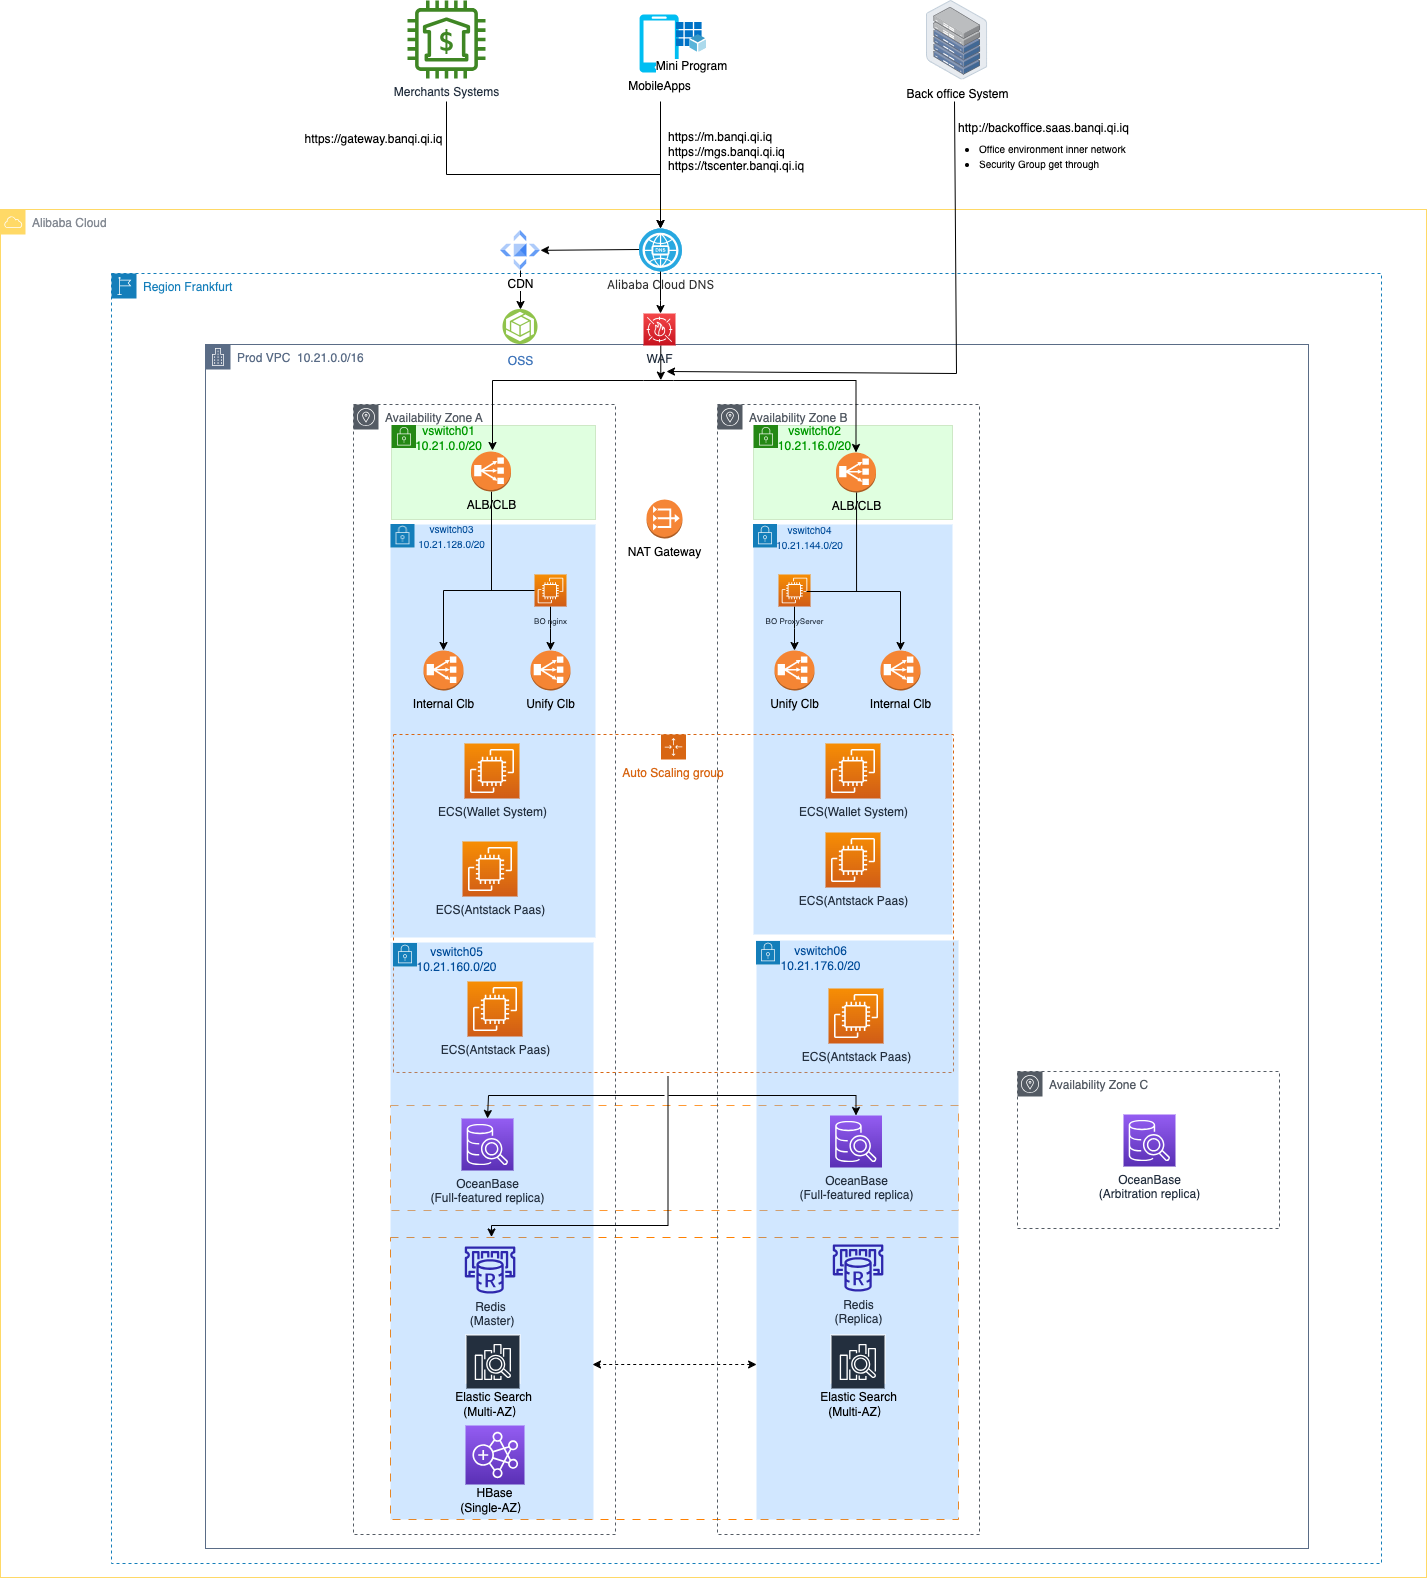 Merchants Systems
Mini Program
MobileApps
Back office System
https://gateway.banqi.qi.iq
https://m.banqi.qi.iq
https://mgs.banqi.qi.iq
https://tscenter.banqi.qi.iq
http://backoffice.saas.banqi.qi.iq
• Office environment inner network
• Security Group get through
Alibaba Cloud
DNS
CDN
Alibaba Cloud DNS
Region Frankfurt
OSS
WAF
Prod VPC 10.21.0.0/16
Availability Zone A
Availability Zone B
vswitch01
10.21.0.0/20
vswitch02
10.21.16.0/20
ALB/CLB
ALB/CLB
NAT Gateway
vswitch03
10.21.128.0/20
vswitch04
10.21.144.0/20
BO nginx
BO ProxyServer
Internal Clb
Unify Clb
Unify Clb
Internal Clb
Auto Scaling group
ECS(Wallet System)
ECS(Wallet System)
ECS(Antstack Paas)
ECS(Antstack Paas)
vswitch05
10.21.160.0/20
vswitch06
10.21.176.0/20
ECS(Antstack Paas)
ECS(Antstack Paas)
Availability Zone C
OceanBase
(Full-featured replica)
OceanBase
(Full-featured replica)
OceanBase
(Arbitration replica)
R
Redis
(Master)
R
Redis
(Replica)
Elastic Search
(Multi-AZ)
Elastic Search
(Multi-AZ)
HBase
(Single-AZ)